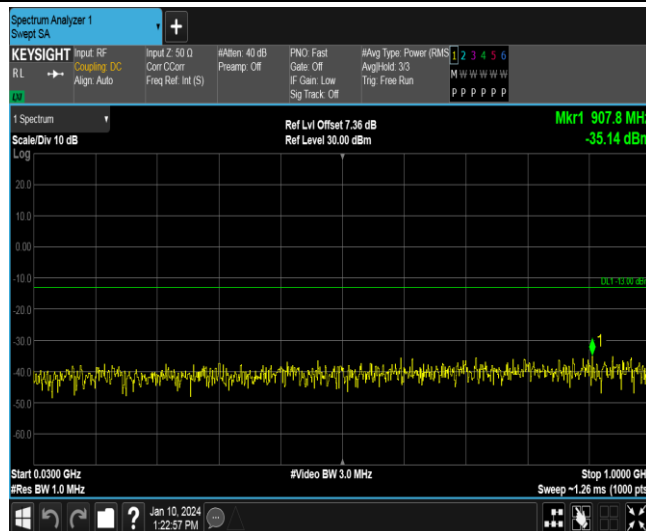 Spectrum Analyzer 1
Swept SA
+
KEYSIGHT
RL
Input: RF
Coupling: DC
Align: Auto
Input Z: 50 Ω
Corr CCorr
Freq Ref: Int (S)
#Atten: 40 dB
Preamp: Off
PNO: Fast
Gate: Off
IF Gain: Low
Sig Track: Off
#Avg Type: Power (RMS
Avg|Hold: 3/3
Trig: Free Run
1 2 3 4 5 6
M W W W W W
P P P P P P
1 Spectrum
Scale/Div 10 dB
Ref Lvl Offset 7.36 dB
Ref Level 30.00 dBm
Mkr1 907.8 MHz
-35.14 dBm
Log
20.0
10.0
0.00
-10.0
DL1 -13.00 dBm
-20.0
-30.0
1
-40.0
-50.0
-60.0
Start 0.0300 GHz
#Video BW 3.0 MHz
Stop 1.0000 GH
#Res BW 1.0 MHz
Sweep ~1.26 ms (1000 pts
?
Jan 10, 2024
1:22:57 PM